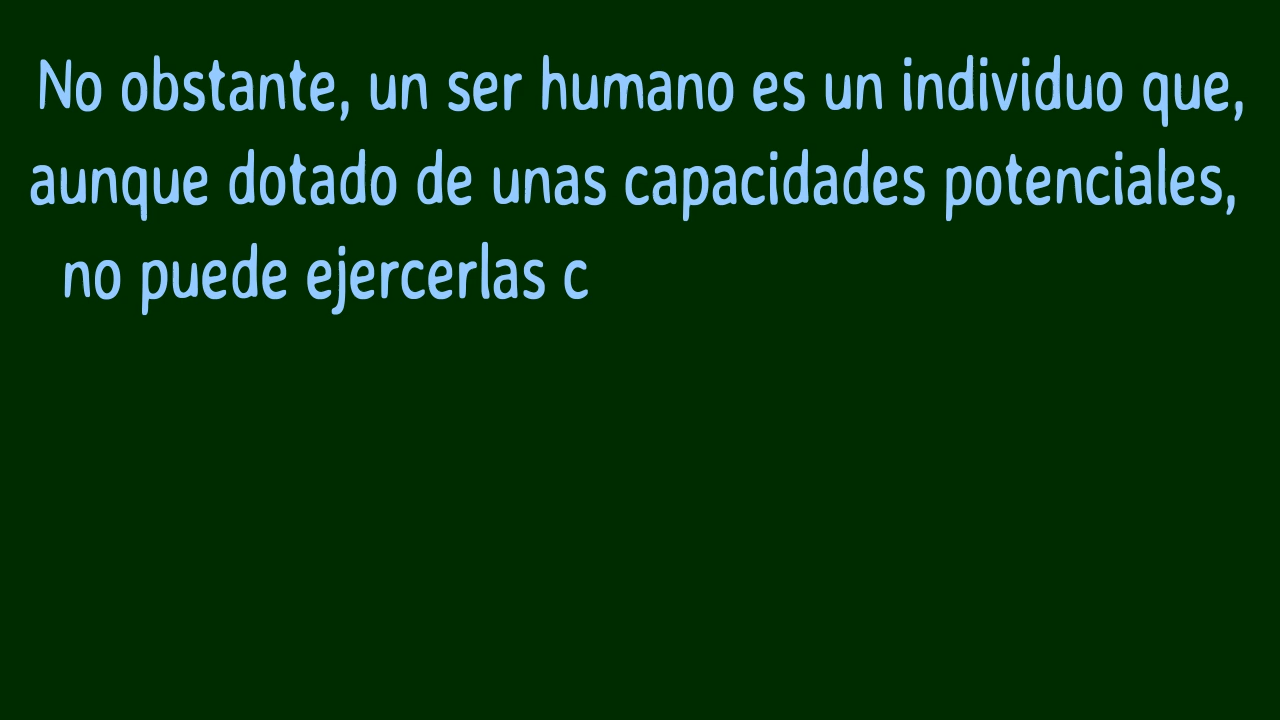 No obstante, un ser humano es un individuo que,
aunque dotado de unas capacidades potenciales,
no puede ejercerlas c